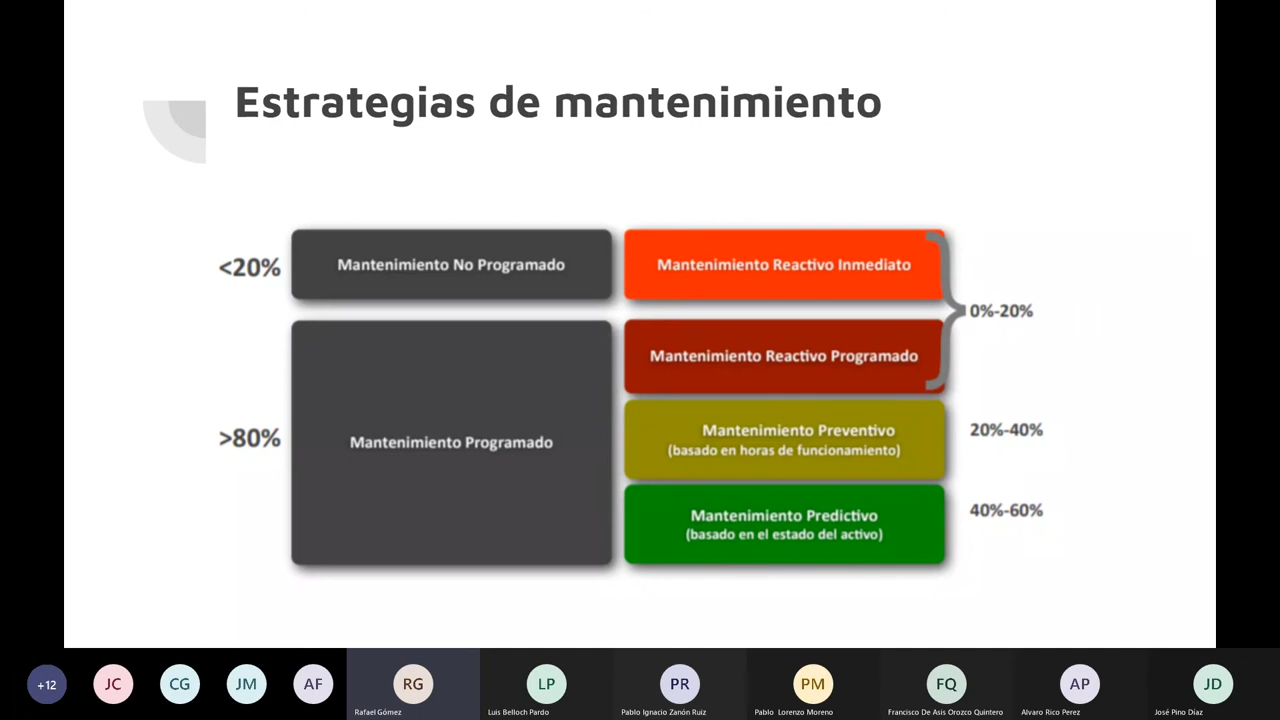 Estrategias de mantenimiento
<20%
Mantenimiento No Programado
Mantenimiento Reactivo Inmediato
0%-20%
Mantenimiento Reactivo Programado
>80%
Mantenimiento Programado
Mantenimiento Preventivo
(basado en horas de funcionamiento)
20%-40%
Mantenimiento Predictivo
(basado en el estado del activo)
40%-60%
+12
JC
CG
JM
AF
RG
LP
PR
PM
FQ
AP
JD
Rafael Gómez
Luis Belloch Pardo
Pablo Ignacio Zanón Ruiz
Pablo Lorenzo Moreno
Francisco De Asis Orozco Quintero
Alvaro Rico Perez
José Pino Díaz